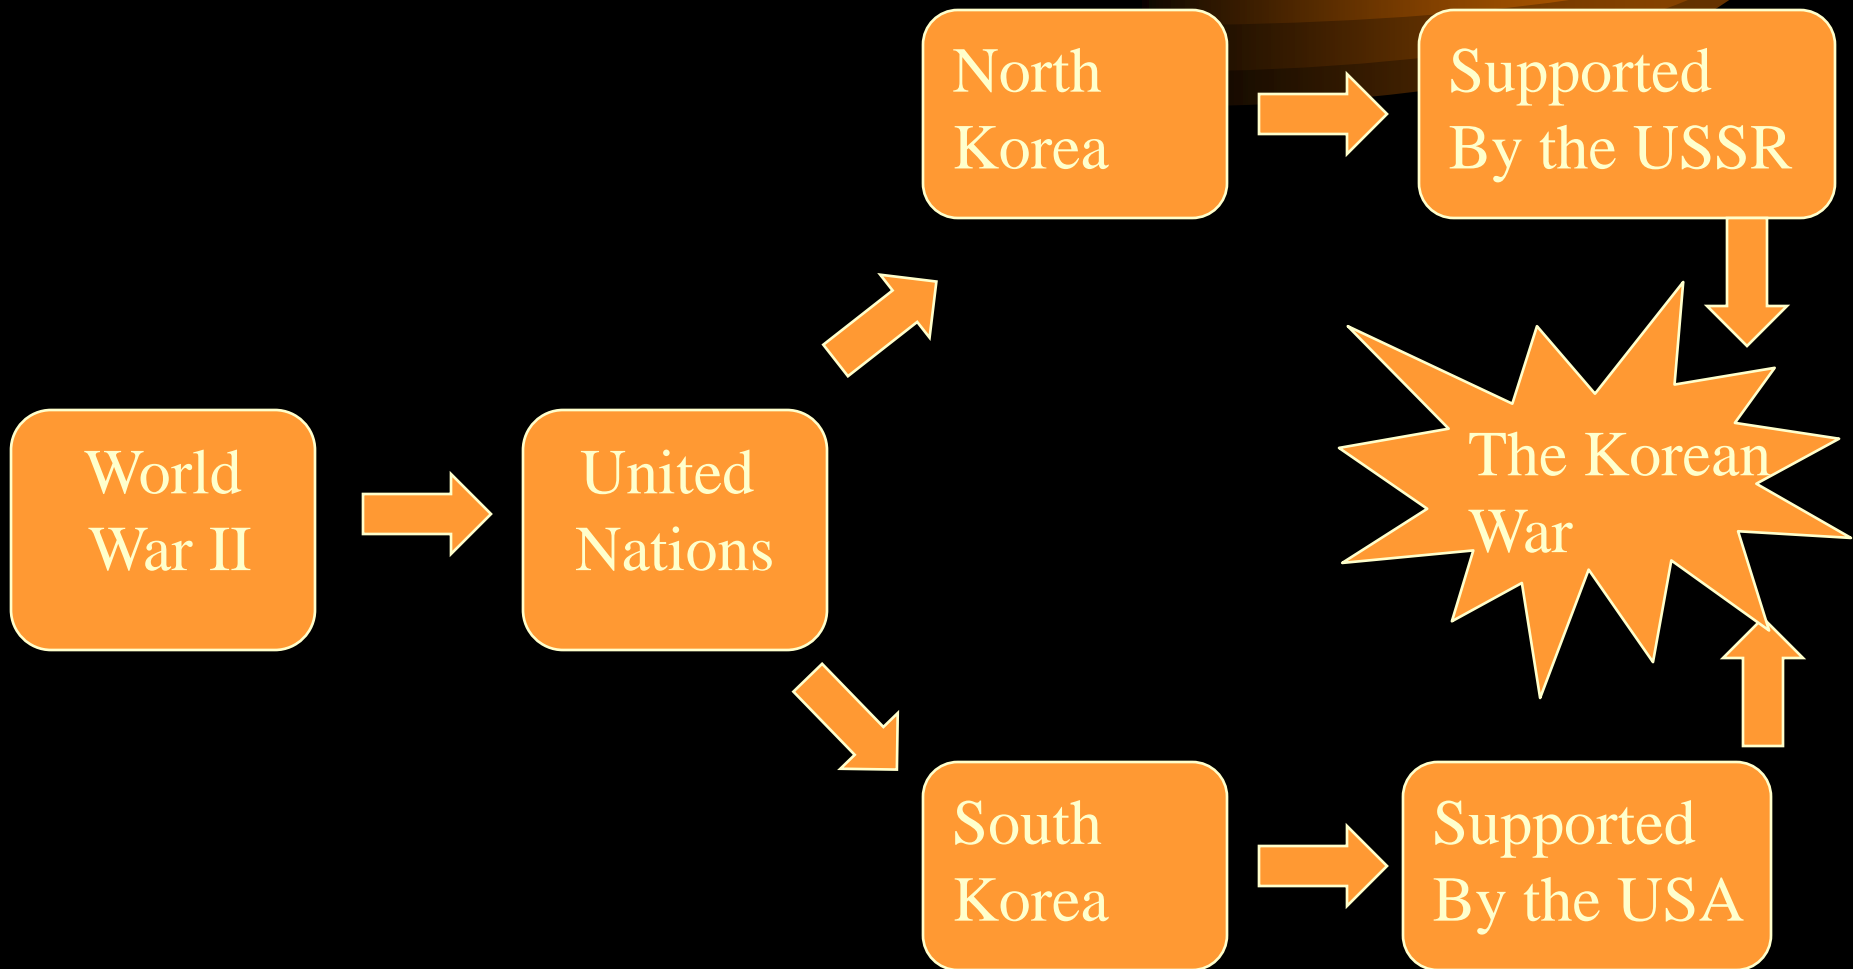 World
War II
United
Nations
North
Korea
Supported
By the USSR
The Korean
War
South
Korea
Supported
By the USA